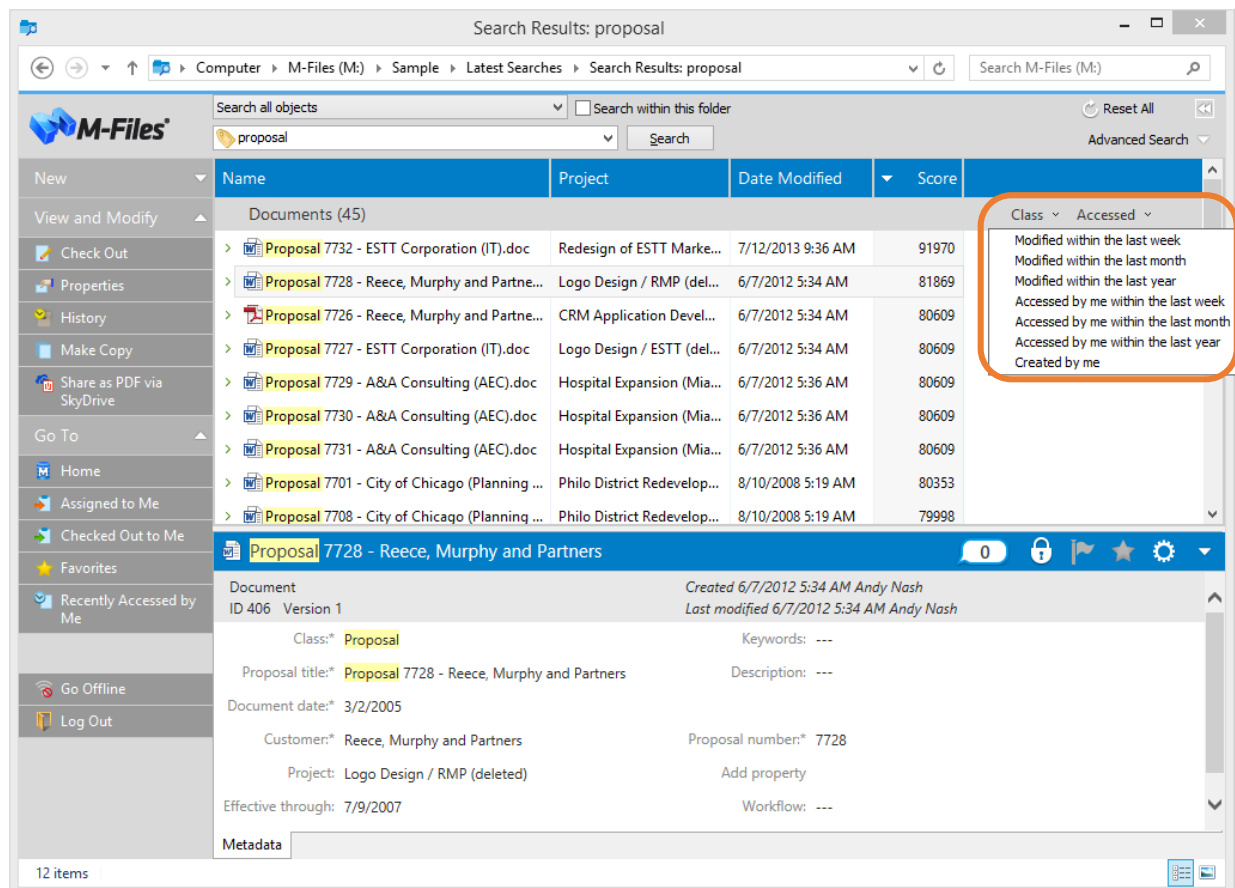 Search Results: proposal
Computer M-Files (M:) Sample Latest Searches Search Results: proposal
Search M-Files (M:)
M-Files
Search all objects
Search within this folder
Reset All
proposal
Search
Advanced Search
New
View and Modify
Check Out
Properties
History
Make Copy
Share as PDF via
SkyDrive
Go To
Home
Assigned to Me
Checked Out to Me
Favorites
Recently Accessed by
Me
Go Offline
Log Out
Name Project Date Modified Score
Documents (45)
Class Accessed
Modified within the last week
Modified within the last month
Modified within the last year
Accessed by me within the last week
Accessed by me within the last month
Accessed by me within the last year
Created by me
Proposal 7732 - ESTT Corporation (IT).doc Redesign of ESTT Marke... 7/12/2013 9:36 AM 91970
Proposal 7728 - Reece, Murphy and Partne... Logo Design / RMP (del... 6/7/2012 5:34 AM 81869
Proposal 7726 - Reece, Murphy and Partne... CRM Application Devel... 6/7/2012 5:34 AM 80609
Proposal 7727 - ESTT Corporation (IT).doc Logo Design / ESTT (del... 6/7/2012 5:34 AM 80609
Proposal 7729 - A&A Consulting (AEC).doc Hospital Expansion (Mia... 6/7/2012 5:36 AM 80609
Proposal 7730 - A&A Consulting (AEC).doc Hospital Expansion (Mia... 6/7/2012 5:36 AM 80609
Proposal 7731 - A&A Consulting (AEC).doc Hospital Expansion (Mia... 6/7/2012 5:36 AM 80609
Proposal 7701 - City of Chicago (Planning ... Philo District Redevelop... 8/10/2008 5:19 AM 80353
Proposal 7708 - City of Chicago (Planning ... Philo District Redevelop... 8/10/2008 5:19 AM 79998
Proposal 7728 - Reece, Murphy and Partners 0
Document Created 6/7/2012 5:34 AM Andy Nash
ID 406 Version 1 Last modified 6/7/2012 5:34 AM Andy Nash
Class:* Proposal Keywords: ---
Proposal title:* Proposal 7728 - Reece, Murphy and Partners Description: ---
Document date:* 3/2/2005
Customer:* Reece, Murphy and Partners Proposal number:* 7728
Project: Logo Design / RMP (deleted) Add property
Effective through: 7/9/2007 Workflow: ---
Metadata
12 items